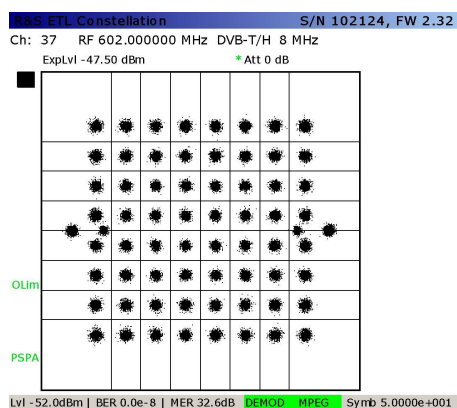 R&S ETL Constellation S/N 102124, FW 2.32
Ch: 37 RF 602.000000 MHz DVB-T/H 8 MHz
ExpLvl -47.50 dBm * Att 0 dB
OLim
PSPA
Lvl -52.0dBm | BER 0.0e-8 | MER 32.6dB DEMOD MPEG Symb 5.0000e+001